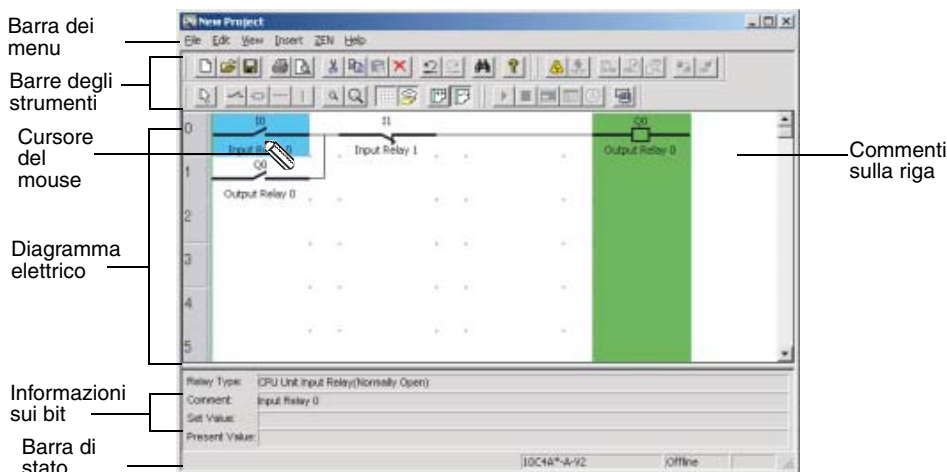 New Project
File Edit View Insert ZEN Help
Barra dei
menu
Barre degli
strumenti
Cursore
del
mouse
Diagramma
elettrico
Informazioni
sui bit
Barra di
stato
Commenti
sulla riga
0
I0
I1
Q0
Input Relay 0
Input Relay 1
Output Relay 0
1
Q0
Output Relay 0
2
3
4
5
Relay Type: CPU Unit Input Relay(Normally Open)
Comment: Input Relay 0
Set Value:
Present Value:
10C4A*-A-V2
Offline